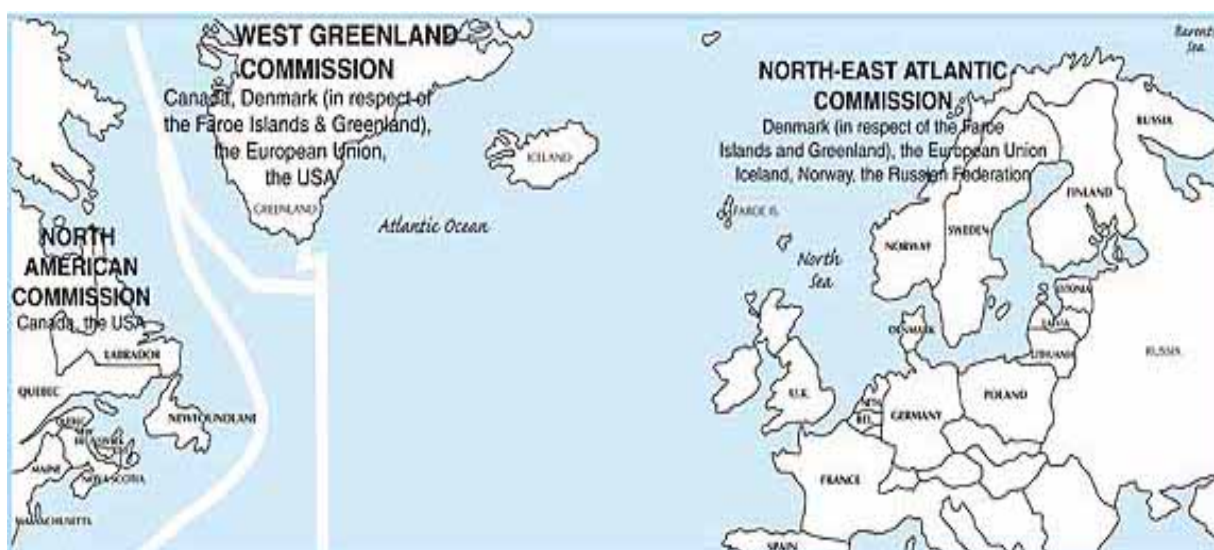 WEST GREENLAND
COMMISSION
Canada, Denmark (in respect of
the Faroe Islands & Greenland),
the European Union,
the USA
GREENLAND
ICELAND
Atlantic Ocean
NORTH-EAST ATLANTIC
COMMISSION
Denmark (in respect of the Faroe
Islands and Greenland), the European Union
Iceland, Norway, the Russian Federation
Sea
RUSSIA
FAROE IS.
FINLAND
NORWAY
SWEDEN
North
Sea
NORTH
AMERICAN
COMMISSION
Canada, the USA
LABRADOR
QUEBEC
NEWFOUNDLAND
MAINE
NOVA SCOTIA
MASSACHUSETTS
ESTONIA
LATVIA
LITHUANIA
DENMARK
RUSSIA
U.K.
BEL.
GERMANY
POLAND
FRANCE
SPAIN